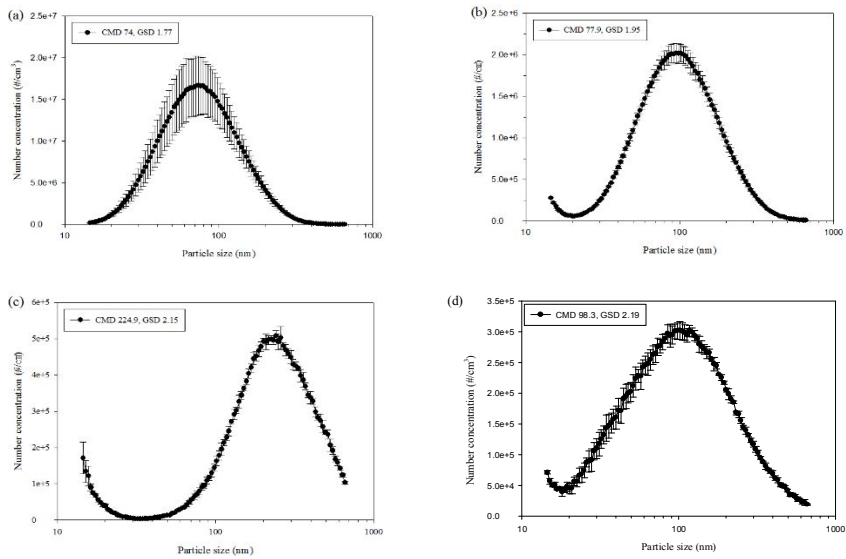 (a)
CMD 74, GSD 1.77
Number concentration (#/cm³)
2.5e+7
2.0e+7
1.5e+7
1.0e+7
5.0e+6
0.0
10
100
1000
Particle size (nm)
(b)
CMD 77.9, GSD 1.95
Number concentration (#/㎤)
2.5e+6
2.0e+6
1.5e+6
1.0e+6
5.0e+5
0.0
10
100
1000
Particle size (nm)
(c)
CMD 224.9, GSD 2.15
Number concentration (#/㎤)
6e+5
5e+5
4e+5
3e+5
2e+5
1e+5
0
10
100
1000
Particle size (nm)
(d)
CMD 98.3, GSD 2.19
Number concentration (#/cm³)
3.5e+5
3.0e+5
2.5e+5
2.0e+5
1.5e+5
1.0e+5
5.0e+4
0.0
10
100
1000
Particle size (nm)